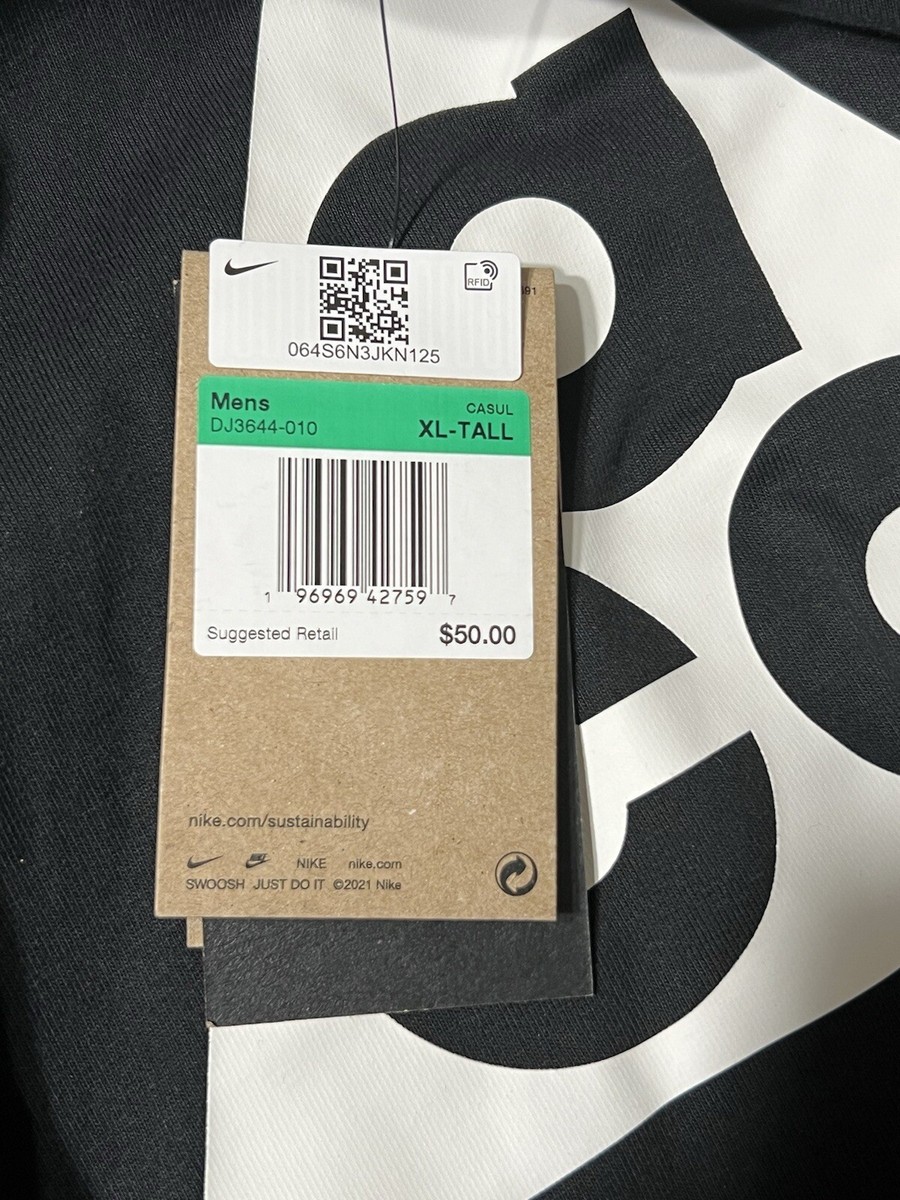 RFID
064S6N3JKN125
Mens
CASUL
DJ3644-010
XL-TALL
1 96969 42759 7
Suggested Retail $50.00
nike.com/sustainability
NIKE nike.com
SWOOSH JUST DO IT ©2021 Nike